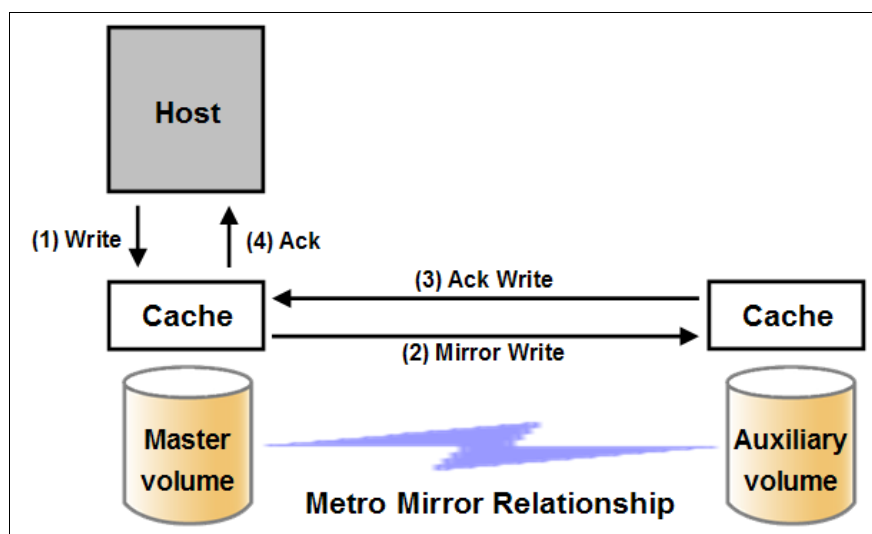 Host
(1) Write
(4) Ack
(3) Ack Write
Cache
Cache
(2) Mirror Write
Master
volume
Auxiliary
volume
Metro Mirror Relationship